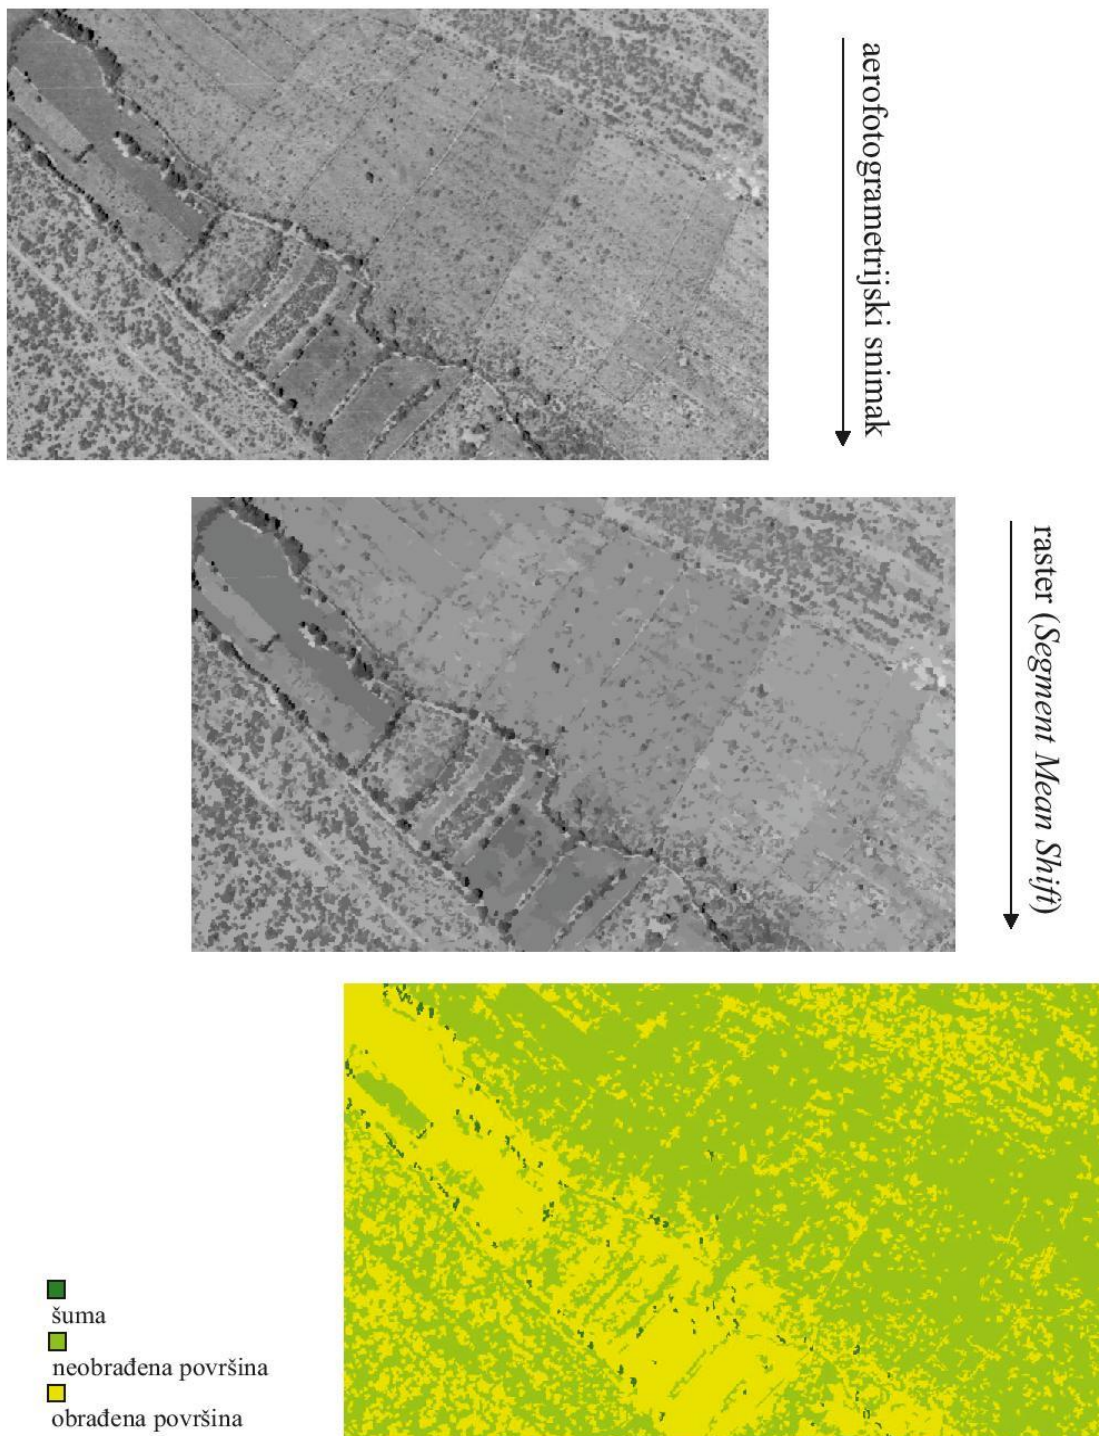 aerofotogrametrijski snimak
raster (Segment Mean Shift)
šuma
neobrađena površina
obrađena površina